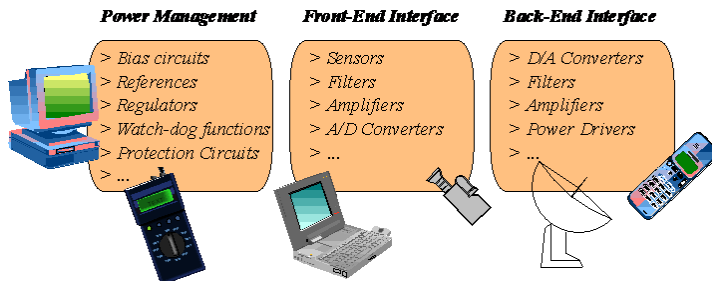 Power Management
> Bias circuits
> References
> Regulators
> Watch-dog functions
> Protection Circuits
> ...
Front-End Interface
> Sensors
> Filters
> Amplifiers
> A/D Converters
> ...
Back-End Interface
> D/A Converters
> Filters
> Amplifiers
> Power Drivers
> ...